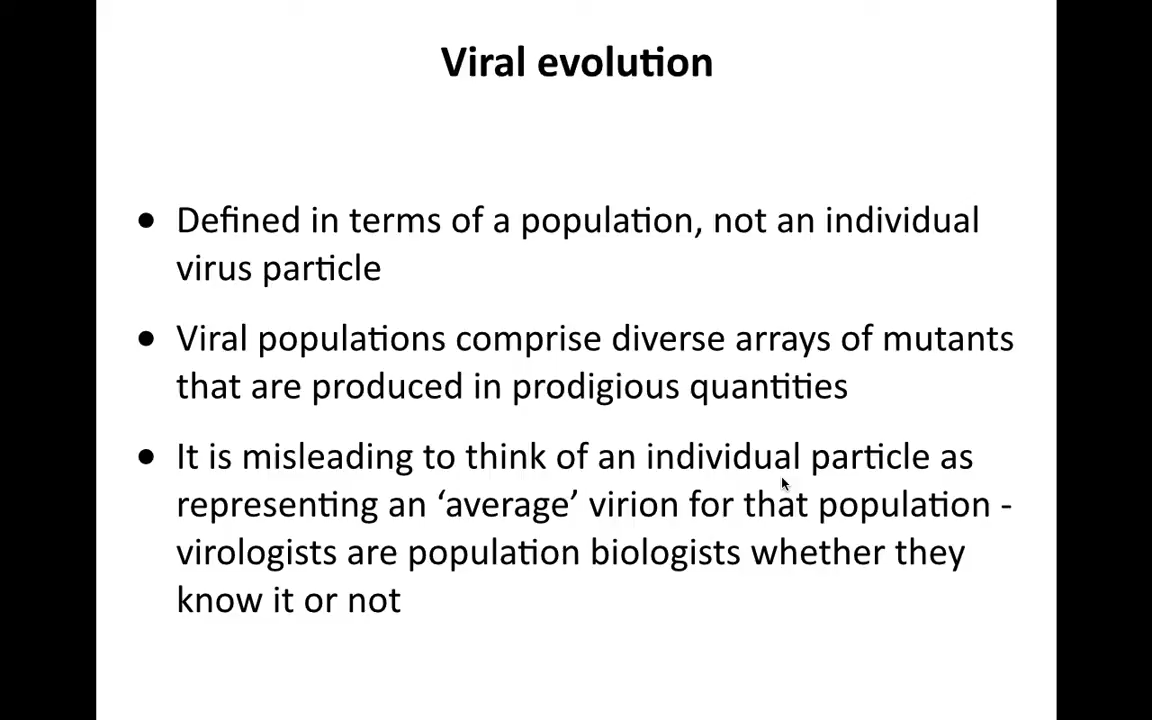 Viral evolution
● Defined in terms of a population, not an individual
virus particle
● Viral populations comprise diverse arrays of mutants
that are produced in prodigious quantities
● It is misleading to think of an individual particle as
representing an ‘average’ virion for that population -
virologists are population biologists whether they
know it or not